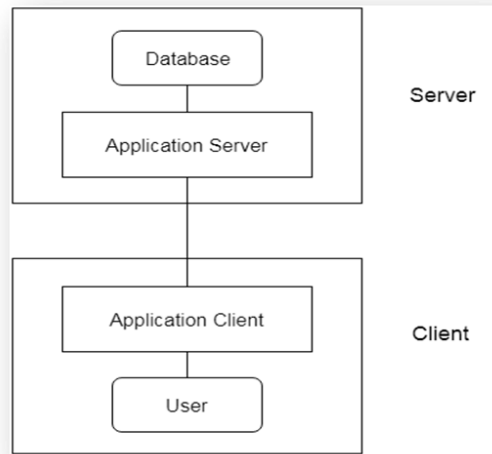 Database
Server
Application Server
Application Client
Client
User